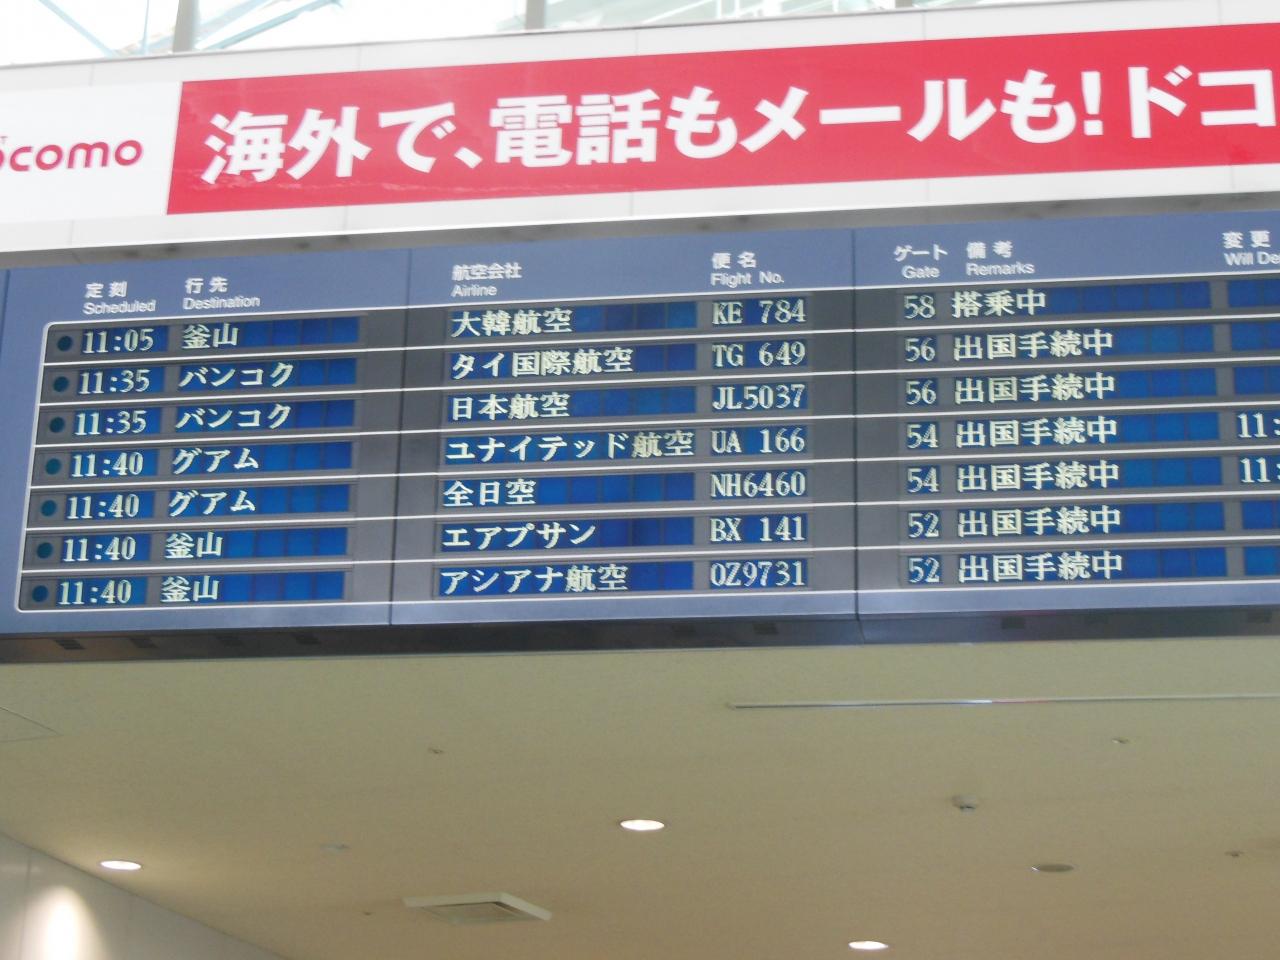 docomo
海外で、電話もメールも!ドコ
定刻 行先 航空会社 便名 ゲート 備考 変更
Scheduled Destination Airline Flight No. Gate Remarks Will De
11:05 釜山 大韓航空 KE 784 58 搭乗中
11:35 バンコク タイ国際航空 TG 649 56 出国手続中
11:35 バンコク 日本航空 JL5037 56 出国手続中
11:40 グアム ユナイテッド航空 UA 166 54 出国手続中 11:
11:40 グアム 全日空 NH6460 54 出国手続中 11:
11:40 釜山 エアプサン BX 141 52 出国手続中
11:40 釜山 アシアナ航空 OZ9731 52 出国手続中